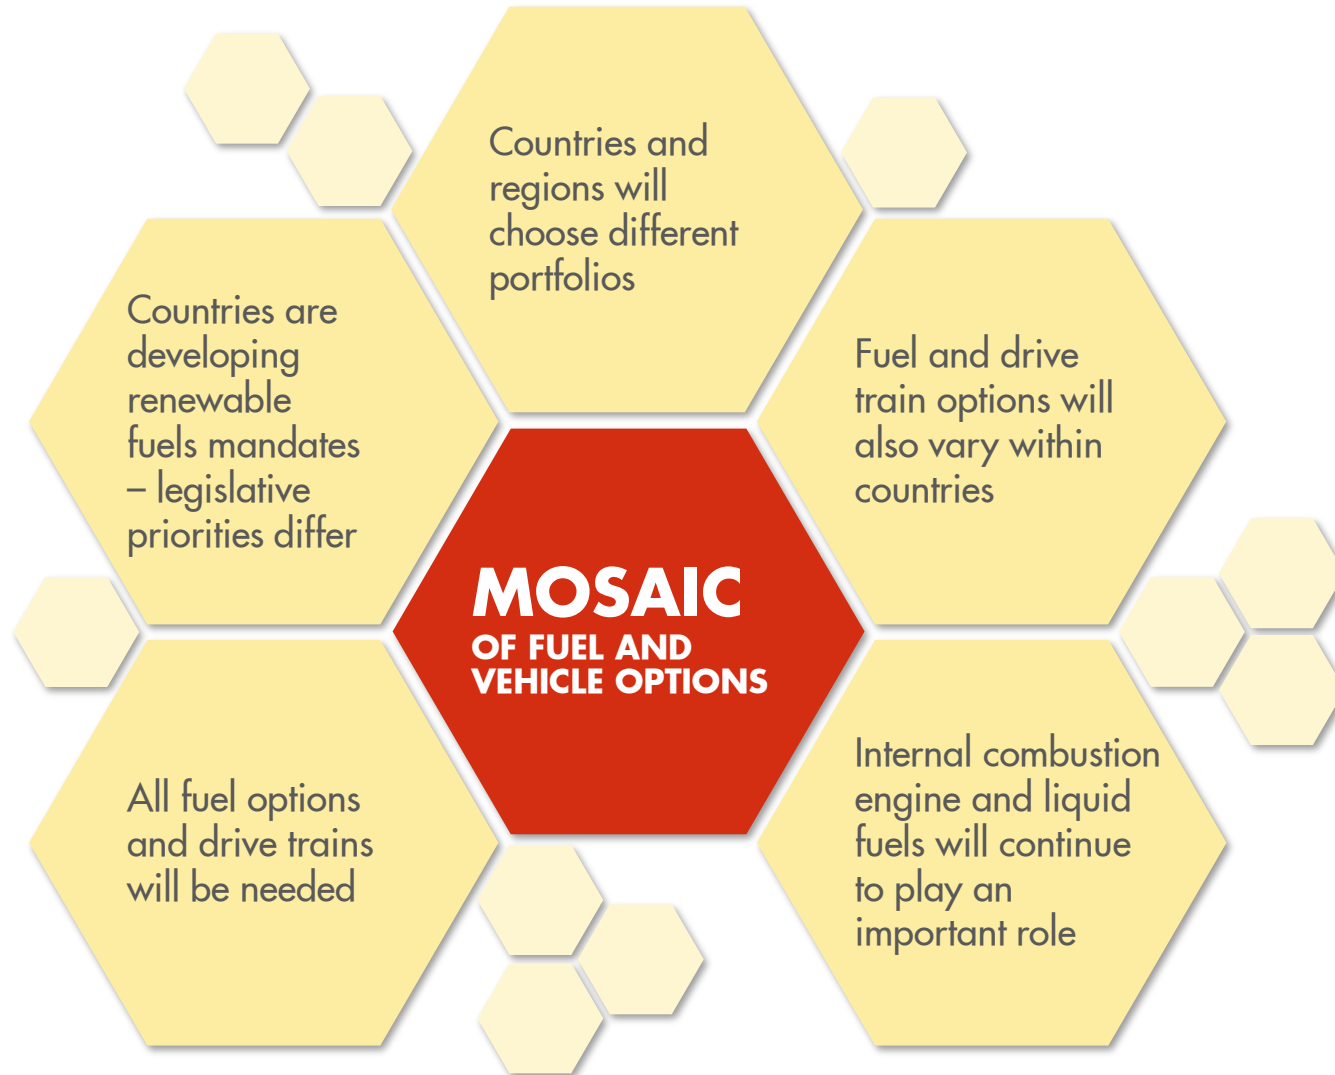 Countries and
regions will
choose different
portfolios
Countries are
developing
renewable
fuels mandates
– legislative
priorities differ
Fuel and drive
train options will
also vary within
countries
MOSAIC
OF FUEL AND
VEHICLE OPTIONS
All fuel options
and drive trains
will be needed
Internal combustion
engine and liquid
fuels will continue
to play an
important role